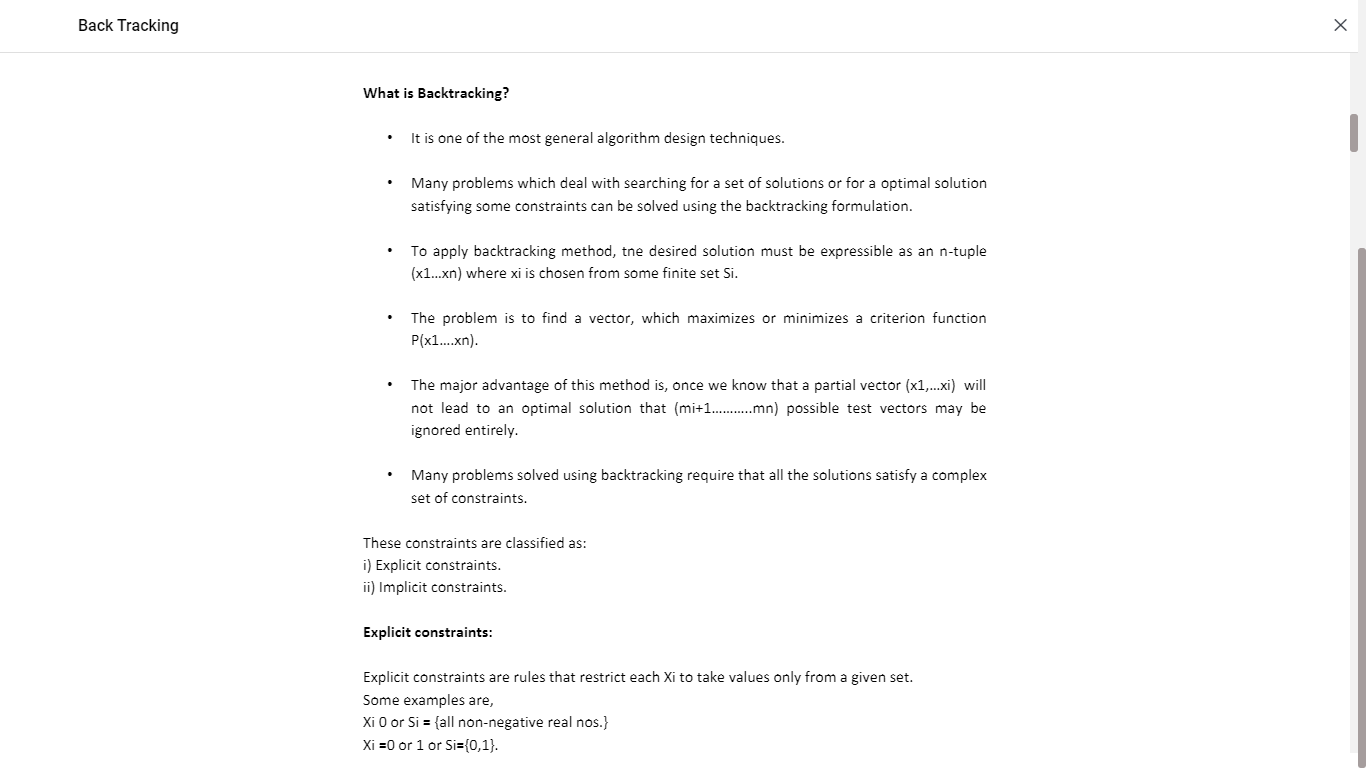 Back Tracking
What is Backtracking?
• It is one of the most general algorithm design techniques.
• Many problems which deal with searching for a set of solutions or for a optimal solution
satisfying some constraints can be solved using the backtracking formulation.
• To apply backtracking method, tne desired solution must be expressible as an n-tuple
(x1...xn) where xi is chosen from some finite set Si.
• The problem is to find a vector, which maximizes or minimizes a criterion function
P(x1....xn).
• The major advantage of this method is, once we know that a partial vector (x1,...xi) will
not lead to an optimal solution that (mi+1...........mn) possible test vectors may be
ignored entirely.
• Many problems solved using backtracking require that all the solutions satisfy a complex
set of constraints.
These constraints are classified as:
i) Explicit constraints.
ii) Implicit constraints.
Explicit constraints:
Explicit constraints are rules that restrict each Xi to take values only from a given set.
Some examples are,
Xi 0 or Si = {all non-negative real nos.}
Xi =0 or 1 or Si={0,1}.